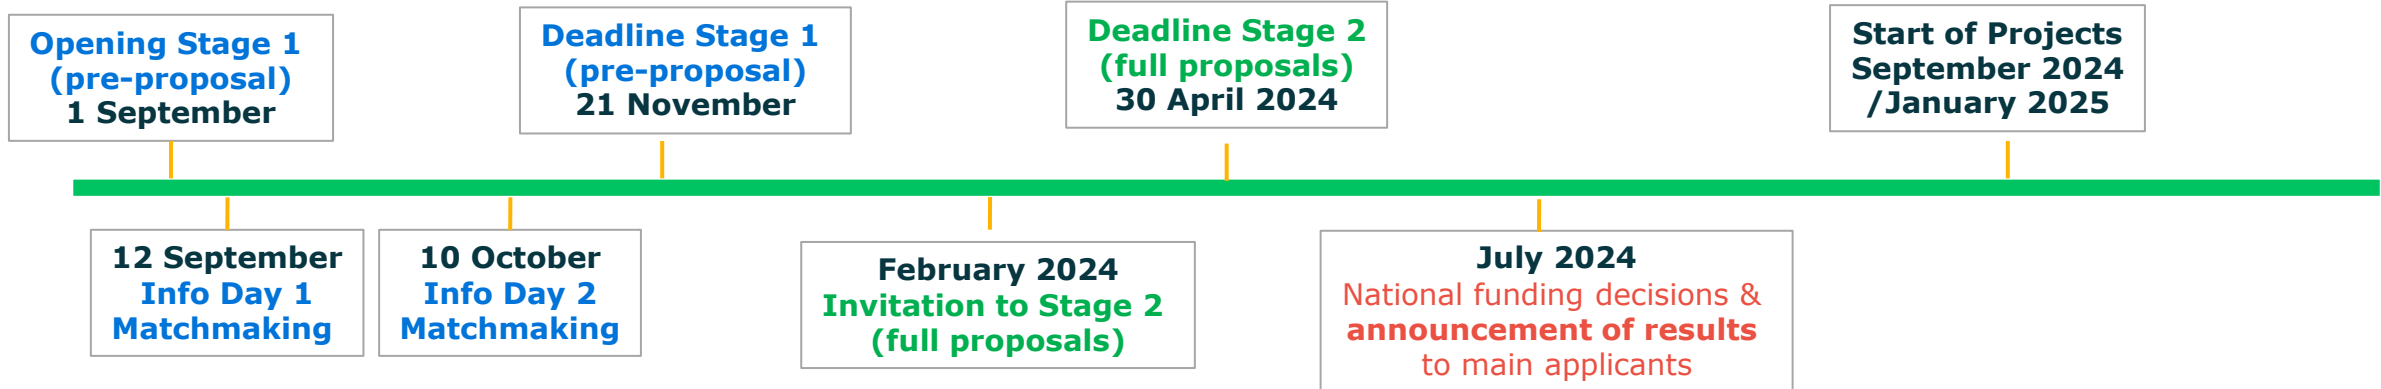 Opening Stage 1
(pre-proposal)
1 September
Deadline Stage 1
(pre-proposal)
21 November
Deadline Stage 2
(full proposals)
30 April 2024
Start of Projects
September 2024
/January 2025
12 September
Info Day 1
Matchmaking
10 October
Info Day 2
Matchmaking
February 2024
Invitation to Stage 2
(full proposals)
July 2024
National funding decisions &
announcement of results
to main applicants